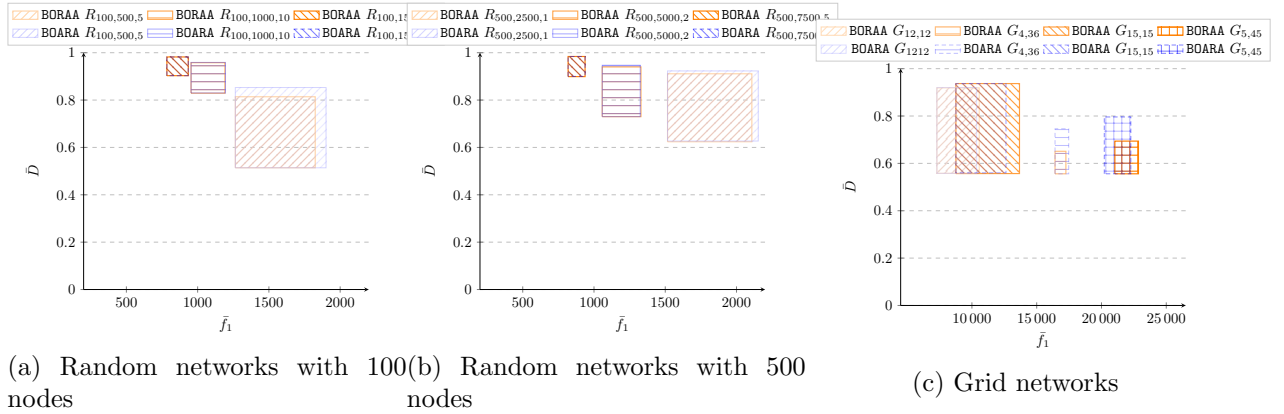 BORAA R100,500,5 BORAA R100,1000,10 BORAA R100,15
BOARA R100,500,5 BOARA R100,1000,10 BOARA R100,15
1
0.8
0.6
0.4
0.2
0
D̄
500 1000 1500 2000
f̄1
(a) Random networks with 100
nodes
BORAA R500,2500,1 BORAA R500,5000,2 BORAA R500,7500,5
BOARA R500,2500,1 BOARA R500,5000,2 BOARA R500,7500,5
1
0.8
0.6
0.4
0.2
0
D̄
500 1000 1500 2000
f̄1
(b) Random networks with 500
nodes
BORAA G12,12 BORAA G4,36 BORAA G15,15 BORAA G5,45
BOARA G1212 BOARA G4,36 BOARA G15,15 BOARA G5,45
1
0.8
0.6
0.4
0.2
0
D̄
10 000 15 000 20 000 25 000
f̄1
(c) Grid networks